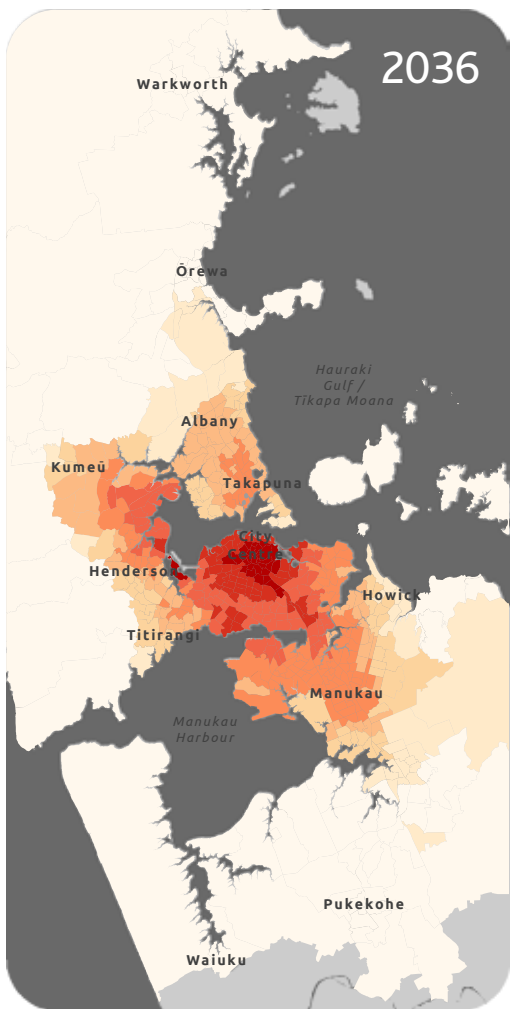 2036
Warkworth
Ōrewa
Hauraki
Gulf /
Tīkapa Moana
Albany
Kumeū
Takapuna
City
Centre
Henderson
Howick
Titirangi
Manukau
Manukau
Harbour
Pukekohe
Waiuku